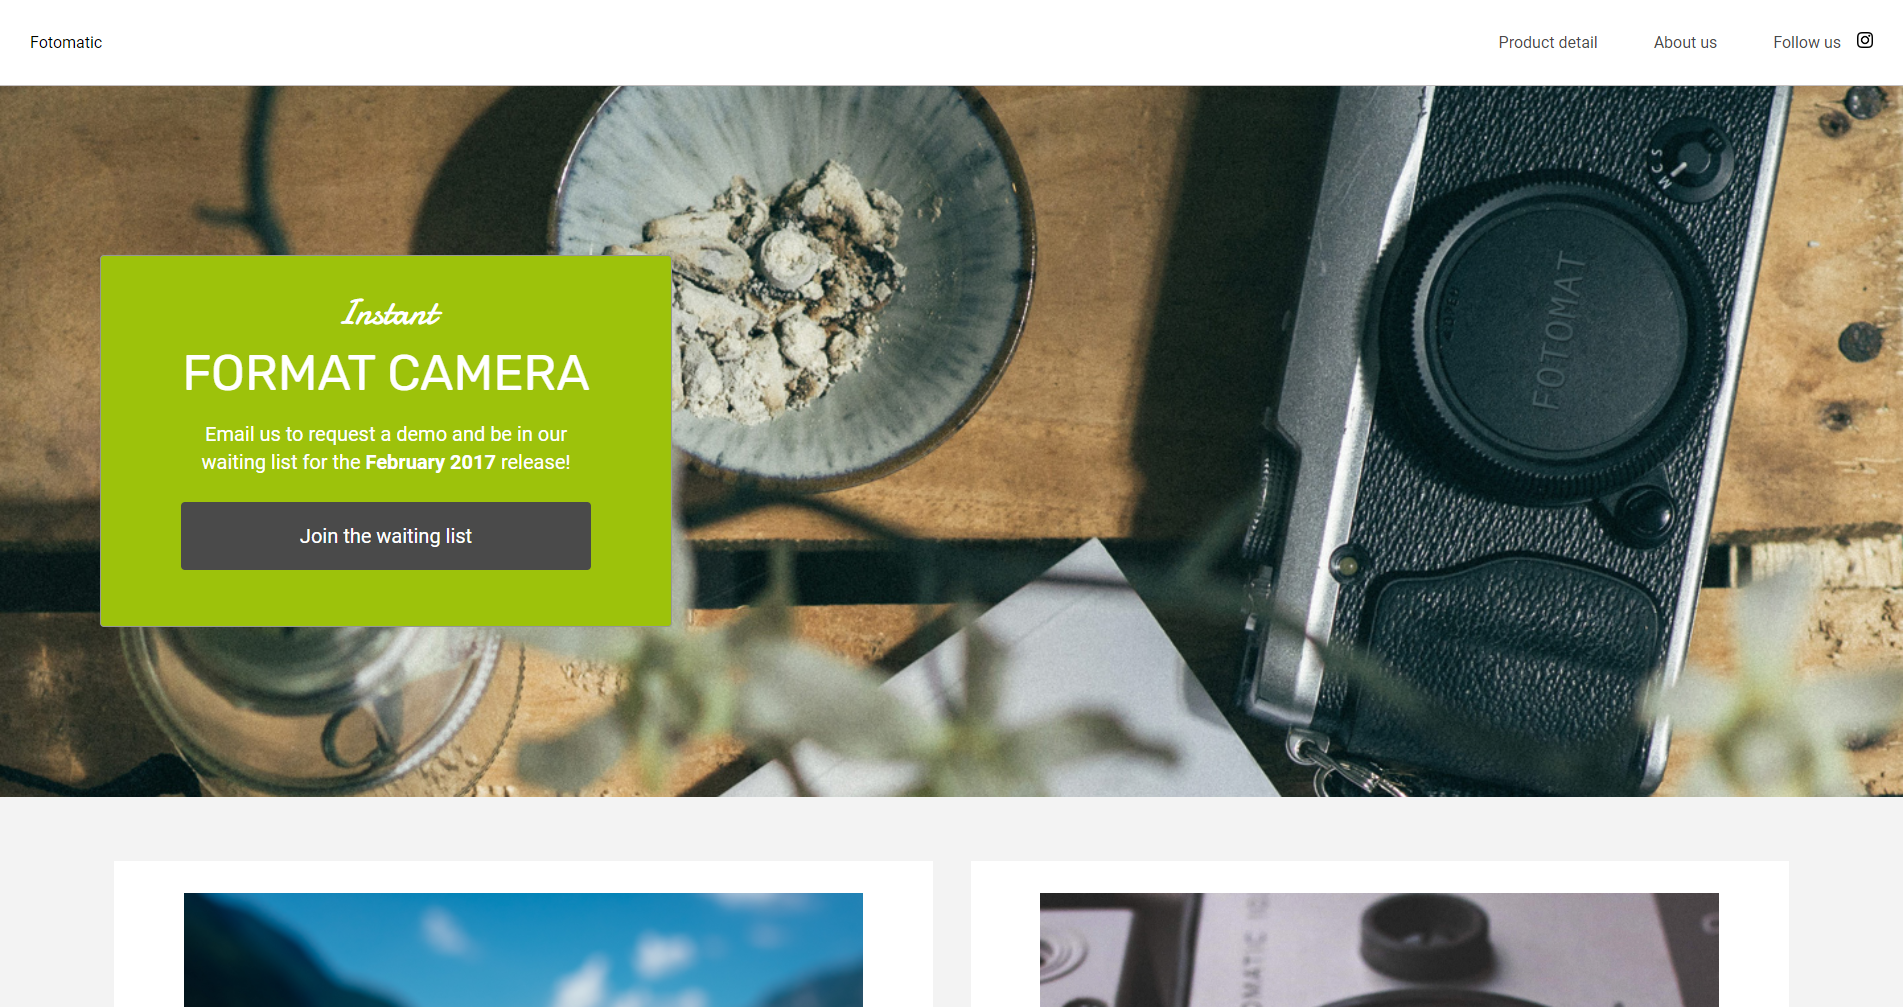 Fotomatic
Product detail
About us
Follow us
MCS
FOTOMAT
Instant
FORMAT CAMERA
Email us to request a demo and be in our
waiting list for the February 2017 release!
Join the waiting list